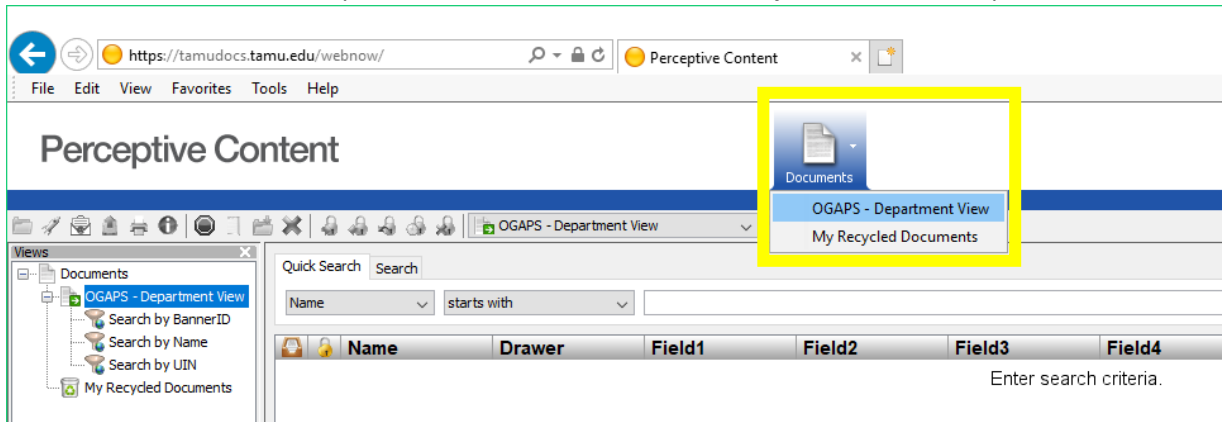 https://tamudocs.tamu.edu/webnow/
Perceptive Content
File Edit View Favorites Tools Help
Perceptive Content
Documents
OGAPS - Department View
My Recycled Documents
OGAPS - Department View
Views
Documents
OGAPS - Department View
Search by BannerID
Search by Name
Search by UIN
My Recycled Documents
Quick Search Search
Name starts with
Name Drawer Field1 Field2 Field3 Field4
Enter search criteria.